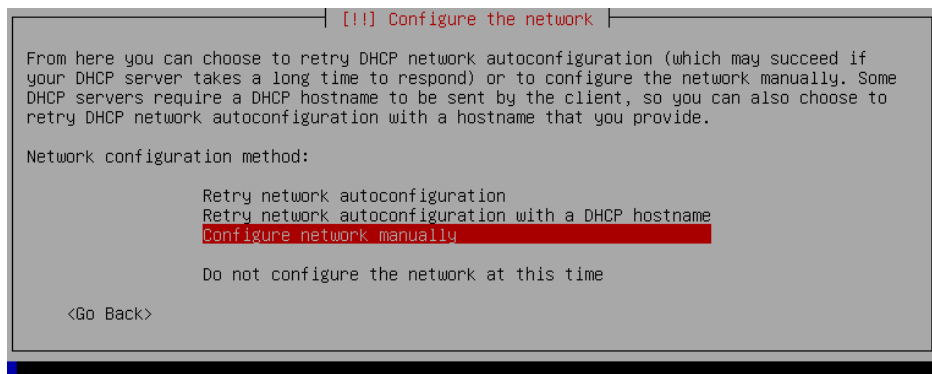 [!!] Configure the network
From here you can choose to retry DHCP network autoconfiguration (which may succeed if
your DHCP server takes a long time to respond) or to configure the network manually. Some
DHCP servers require a DHCP hostname to be sent by the client, so you can also choose to
retry DHCP network autoconfiguration with a hostname that you provide.
Network configuration method:
Retry network autoconfiguration
Retry network autoconfiguration with a DHCP hostname
Configure network manually
Do not configure the network at this time
<Go Back>